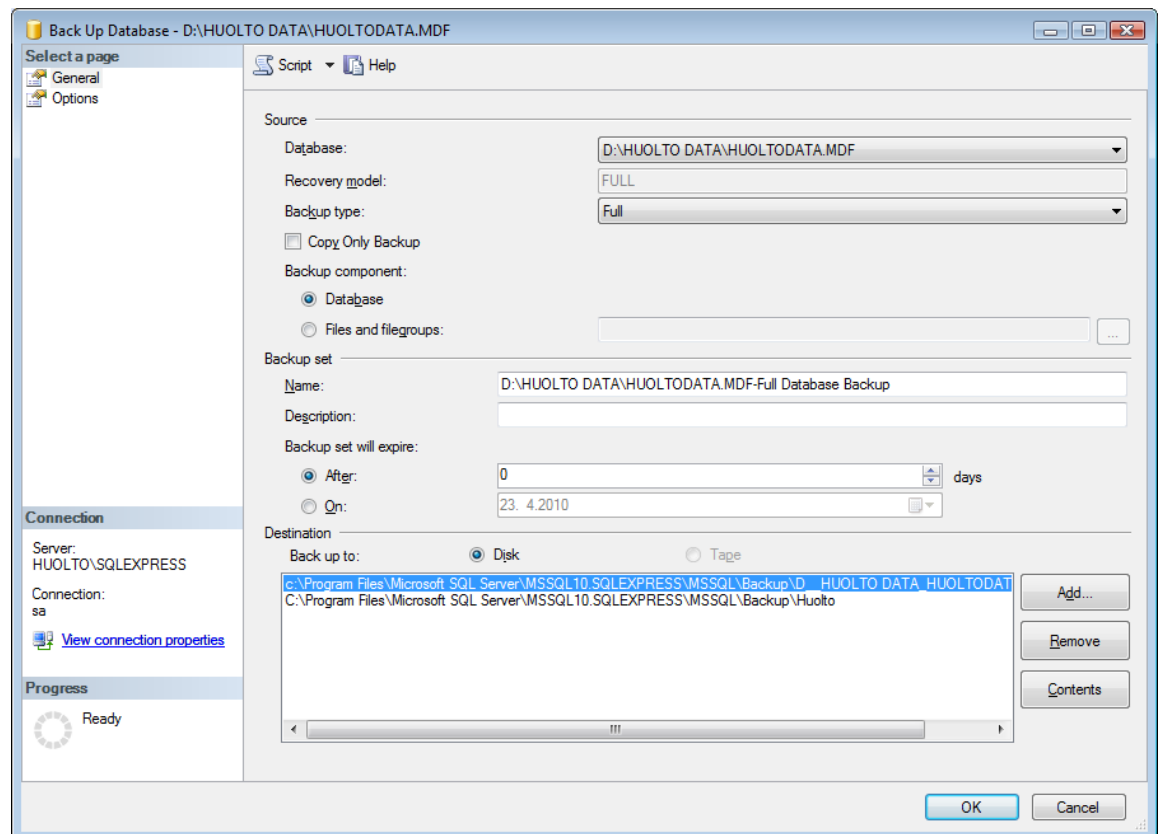 Back Up Database - D:\HUOLTO DATA\HUOLTODATA.MDF
Select a page
General
Options
Script Help
Source
Database: D:\HUOLTO DATA\HUOLTODATA.MDF
Recovery model: FULL
Backup type: Full
Copy Only Backup
Backup component:
Database
Files and filegroups: ...
Backup set
Name: D:\HUOLTO DATA\HUOLTODATA.MDF-Full Database Backup
Description:
Backup set will expire:
After: 0 days
On: 23. 4.2010
Connection
Server:
HUOLTO\SQLEXPRESS
Connection:
sa
View connection properties
Progress
Ready
Destination
Back up to: Disk Tape
c:\Program Files\Microsoft SQL Server\MSSQL10.SQLEXPRESS\MSSQL\Backup\D__HUOLTO DATA_HUOLTODAT
C:\Program Files\Microsoft SQL Server\MSSQL10.SQLEXPRESS\MSSQL\Backup\Huolto
Add...
Remove
Contents
OK Cancel